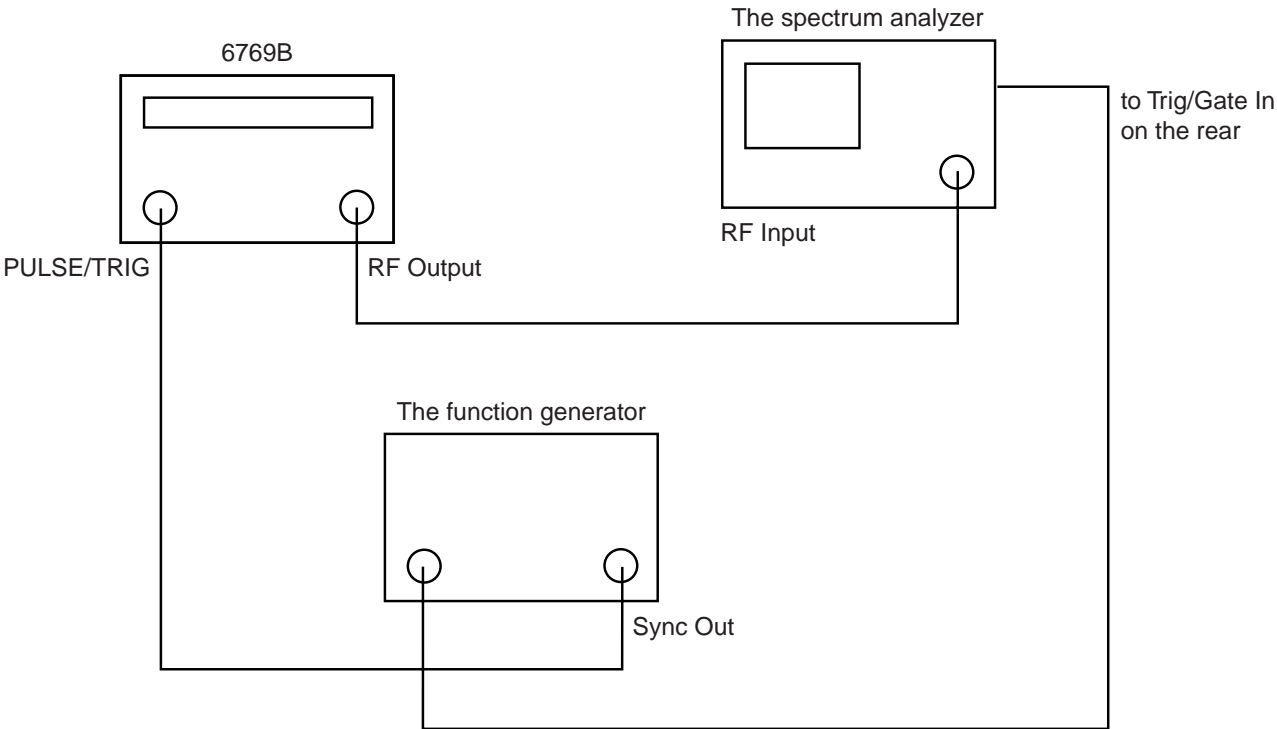 The spectrum analyzer
6769B
to Trig/Gate In
on the rear
RF Input
PULSE/TRIG
RF Output
The function generator
Sync Out